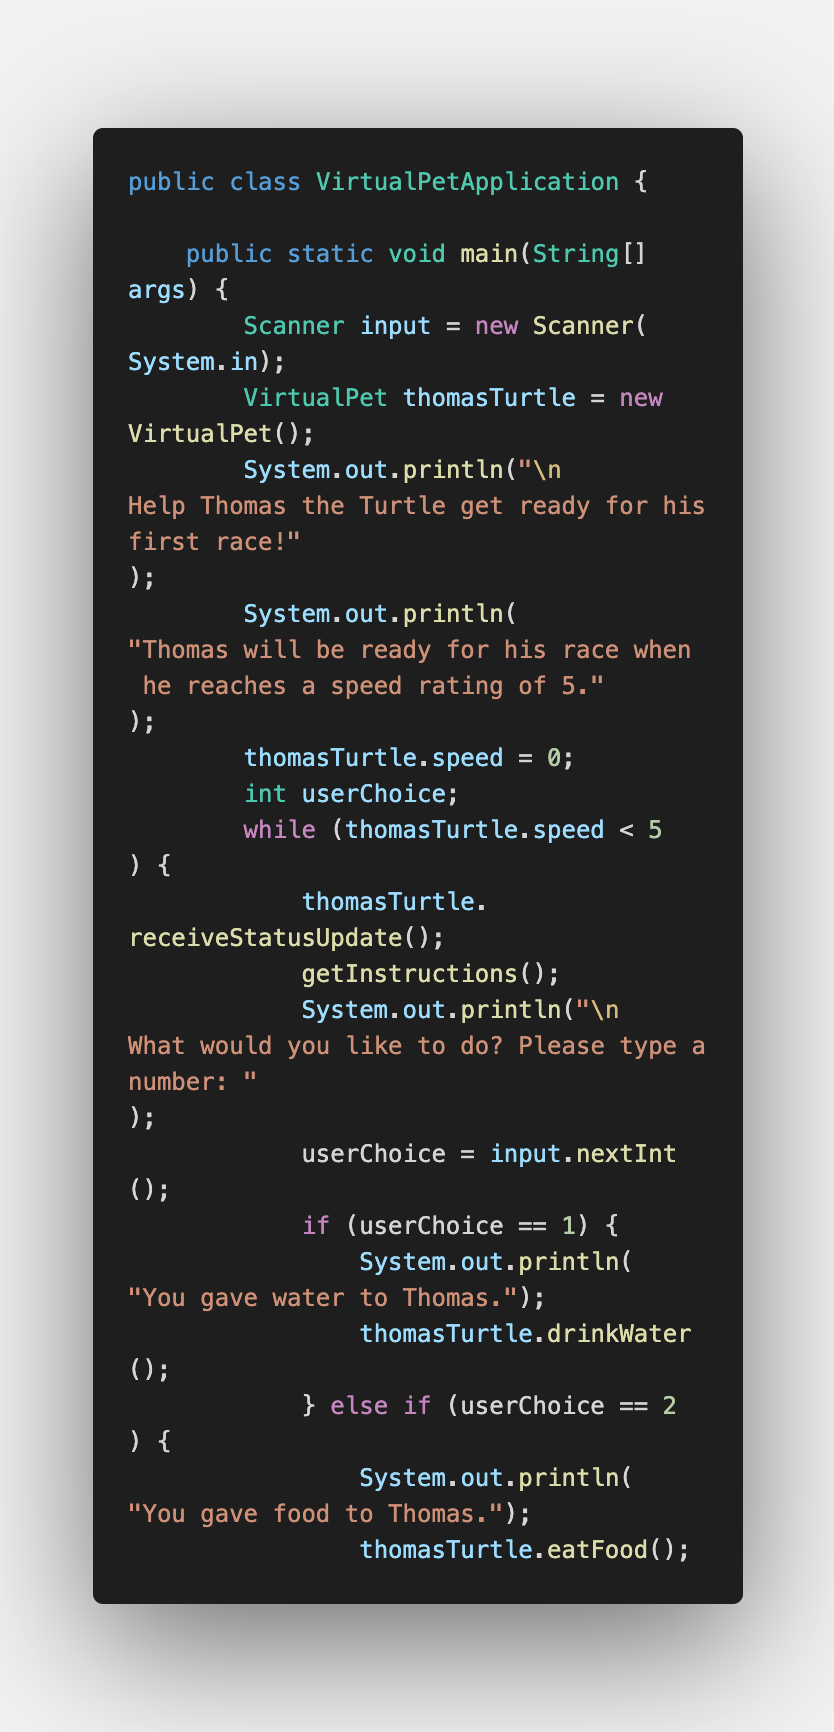 public class VirtualPetApplication {
    public static void main(String[]
args) {
        Scanner input = new Scanner(
System.in);
        VirtualPet thomasTurtle = new
VirtualPet();
        System.out.println("\n
Help Thomas the Turtle get ready for his
first race!"
);
        System.out.println(
"Thomas will be ready for his race when
 he reaches a speed rating of 5."
);
        thomasTurtle.speed = 0;
        int userChoice;
        while (thomasTurtle.speed < 5
) {
            thomasTurtle.
receiveStatusUpdate();
            getInstructions();
            System.out.println("\n
What would you like to do? Please type a
number: "
);
            userChoice = input.nextInt
();
            if (userChoice == 1) {
                System.out.println(
"You gave water to Thomas.");
                thomasTurtle.drinkWater
();
            } else if (userChoice == 2
) {
                System.out.println(
"You gave food to Thomas.");
                thomasTurtle.eatFood();